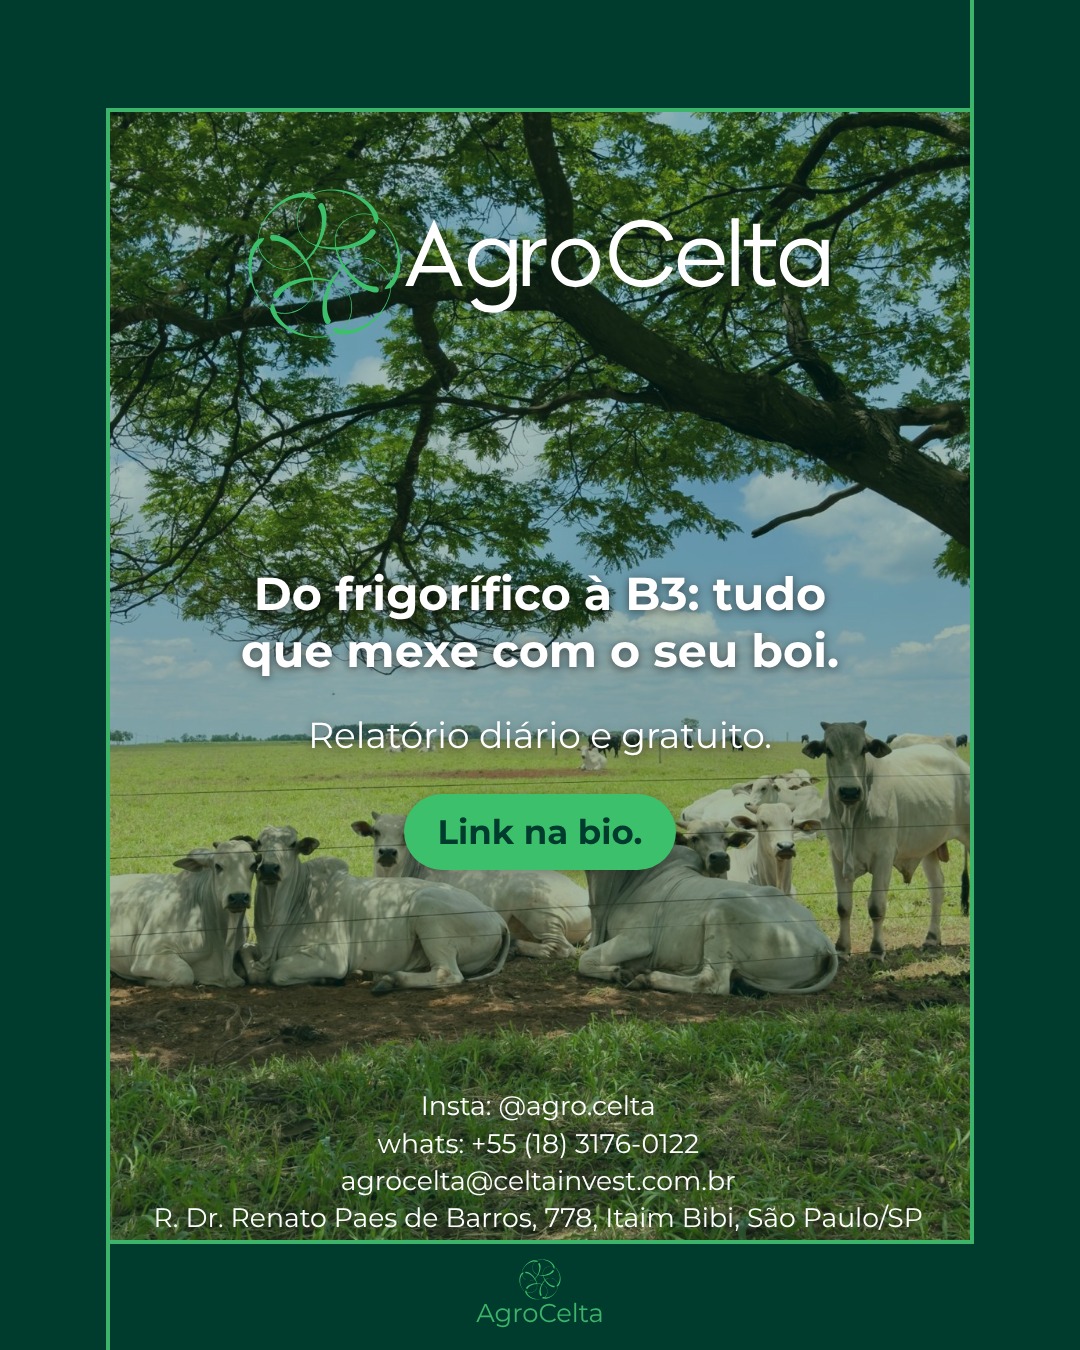 AgroCelta
Do frigorífico à B3: tudo
que mexe com o seu boi.
Relatório diário e gratuito.
Link na bio.
Insta: @agro.celta
whats: +55 (18) 3176-0122
agrocelta@celtainvest.com.br
R. Dr. Renato Paes de Barros, 778, Itaim Bibi, São Paulo/SP
AgroCelta